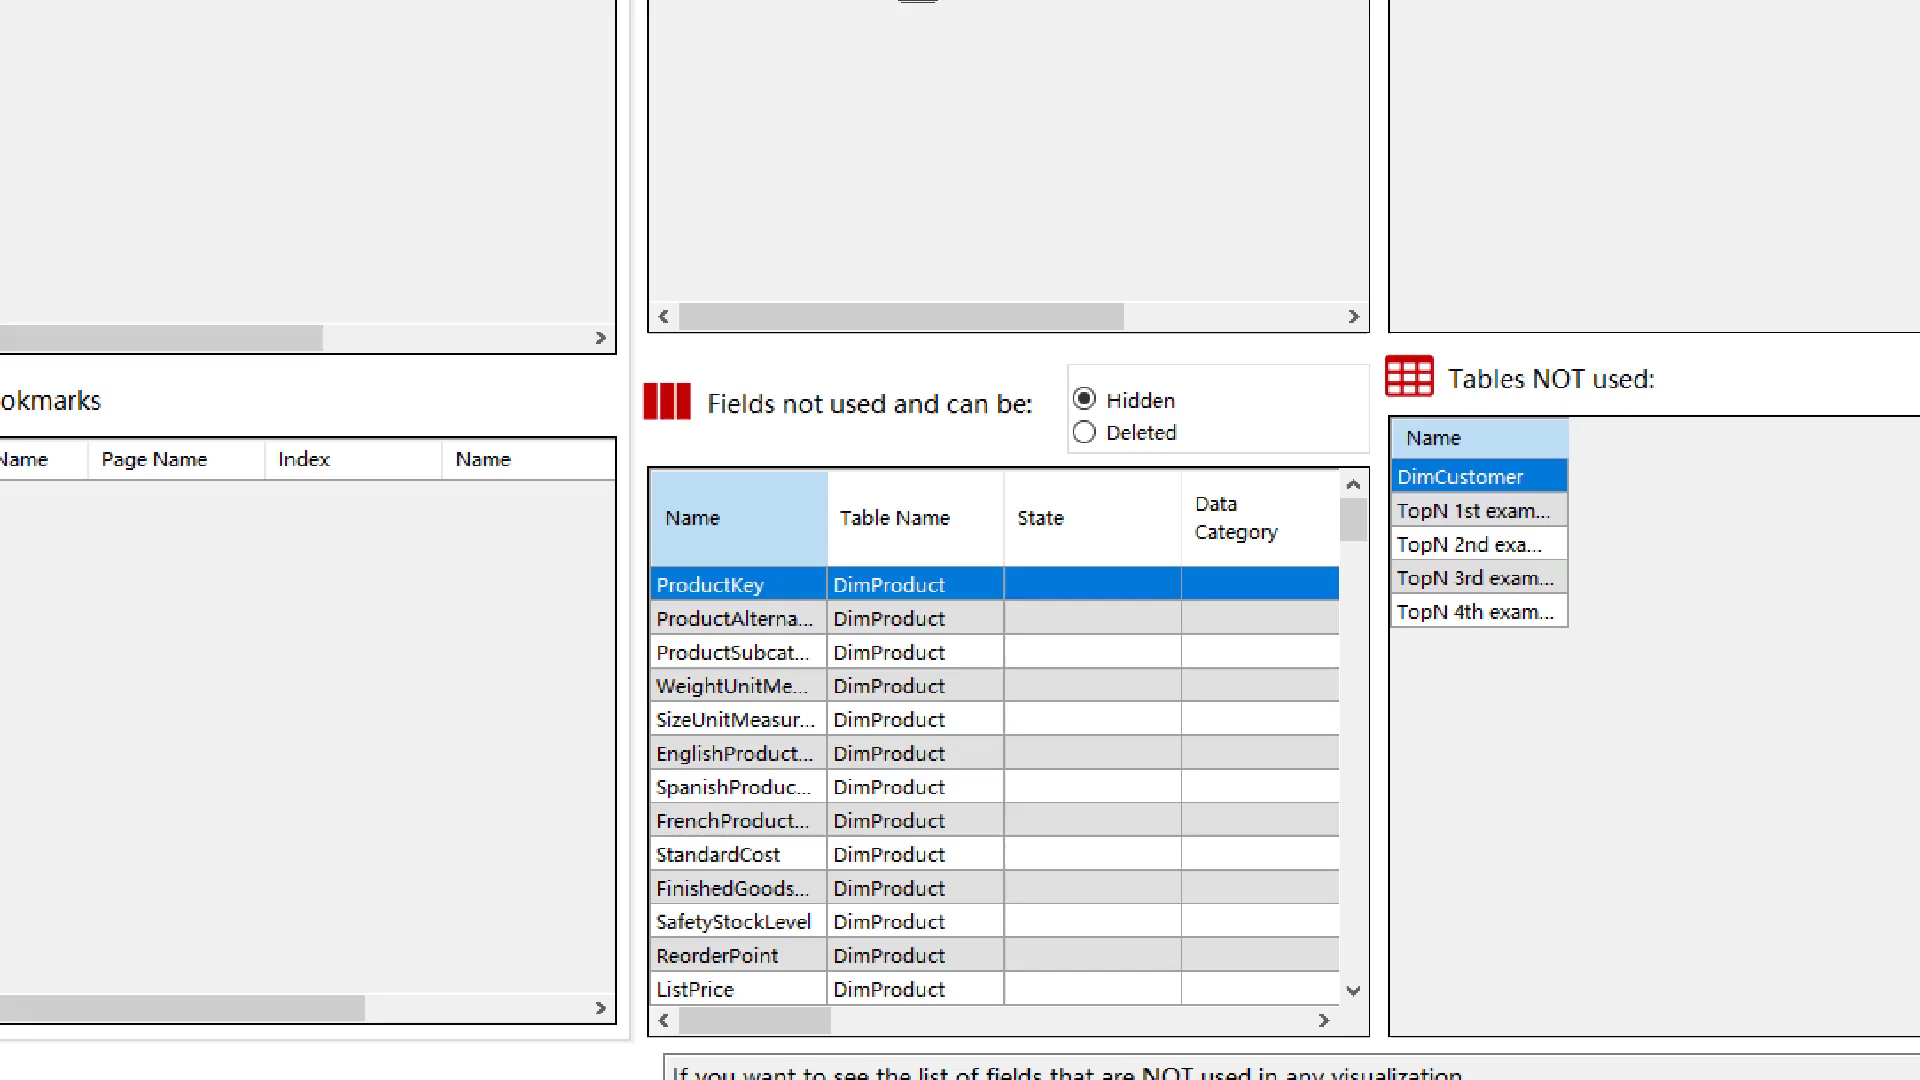 okmarks
Name Page Name Index Name
Fields not used and can be:
Hidden
Deleted
Name Table Name State Data Category
ProductKey DimProduct
ProductAlterna... DimProduct
ProductSubcat... DimProduct
WeightUnitMe... DimProduct
SizeUnitMeasur... DimProduct
EnglishProduct... DimProduct
SpanishProduc... DimProduct
FrenchProduct... DimProduct
StandardCost DimProduct
FinishedGoods... DimProduct
SafetyStockLevel DimProduct
ReorderPoint DimProduct
ListPrice DimProduct
Tables NOT used:
Name
DimCustomer
TopN 1st exam...
TopN 2nd exa...
TopN 3rd exam...
TopN 4th exam...
If you want to see the list of fields that are NOT used in any visualization